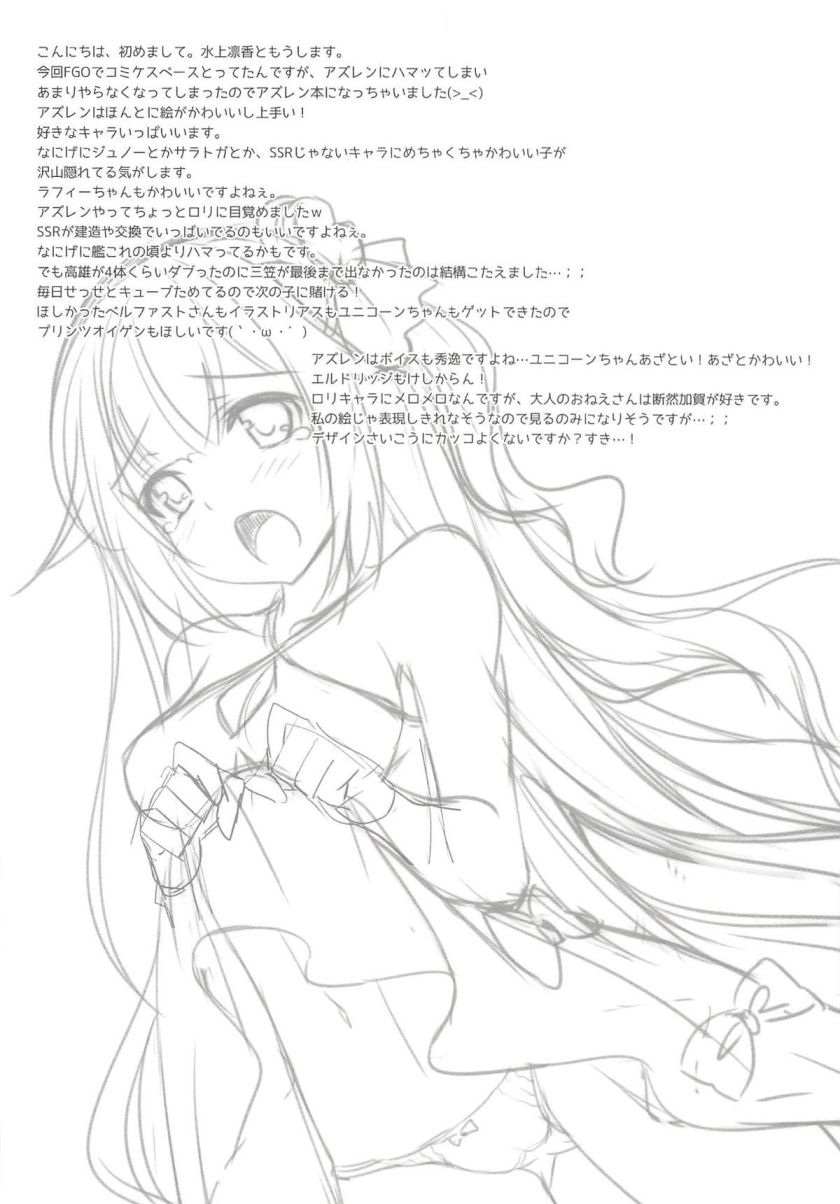 こんにちは、初めまして。水上凛香ともうします。
今回FGOでコミケスペースとってたんですが、アズレンにハマッてしまい
あまりやらなくなってしまったのでアズレン本になっちゃいました(>_<)
アズレンはほんとに絵がかわいいし上手い！
好きなキャラいっぱいいます。
なにげにジュノーとかサラトガとか、SSRじゃないキャラにめちゃくちゃかわいい子が
沢山隠れてる気がします。
ラフィーちゃんもかわいいですよねぇ。
アズレンやってちょっとロリに目覚めましたｗ
SSRが建造や交換でいっぱいでるのもいいですよねぇ。
なにげに艦これの頃よりハマってるかもです。
でも高雄が4体くらいダブったのに三笠が最後まで出なかったのは結構こたえました…；；
毎日せっせとキューブためてるので次の子に賭ける！
ほしかったベルファストさんもイラストリアスもユニコーンちゃんもゲットできたので
プリンツオイゲンもほしいです(｀・ω・´)
アズレンはボイスも秀逸ですよね…ユニコーンちゃんあざとい！あざとかわいい！
エルドリッジもけしからん！
ロリキャラにメロメロなんですが、大人のおねえさんは断然加賀が好きです。
私の絵じゃ表現しきれなそうなので見るのみになりそうですが…；；
デザインさいこうにカッコよくないですか？すき…！